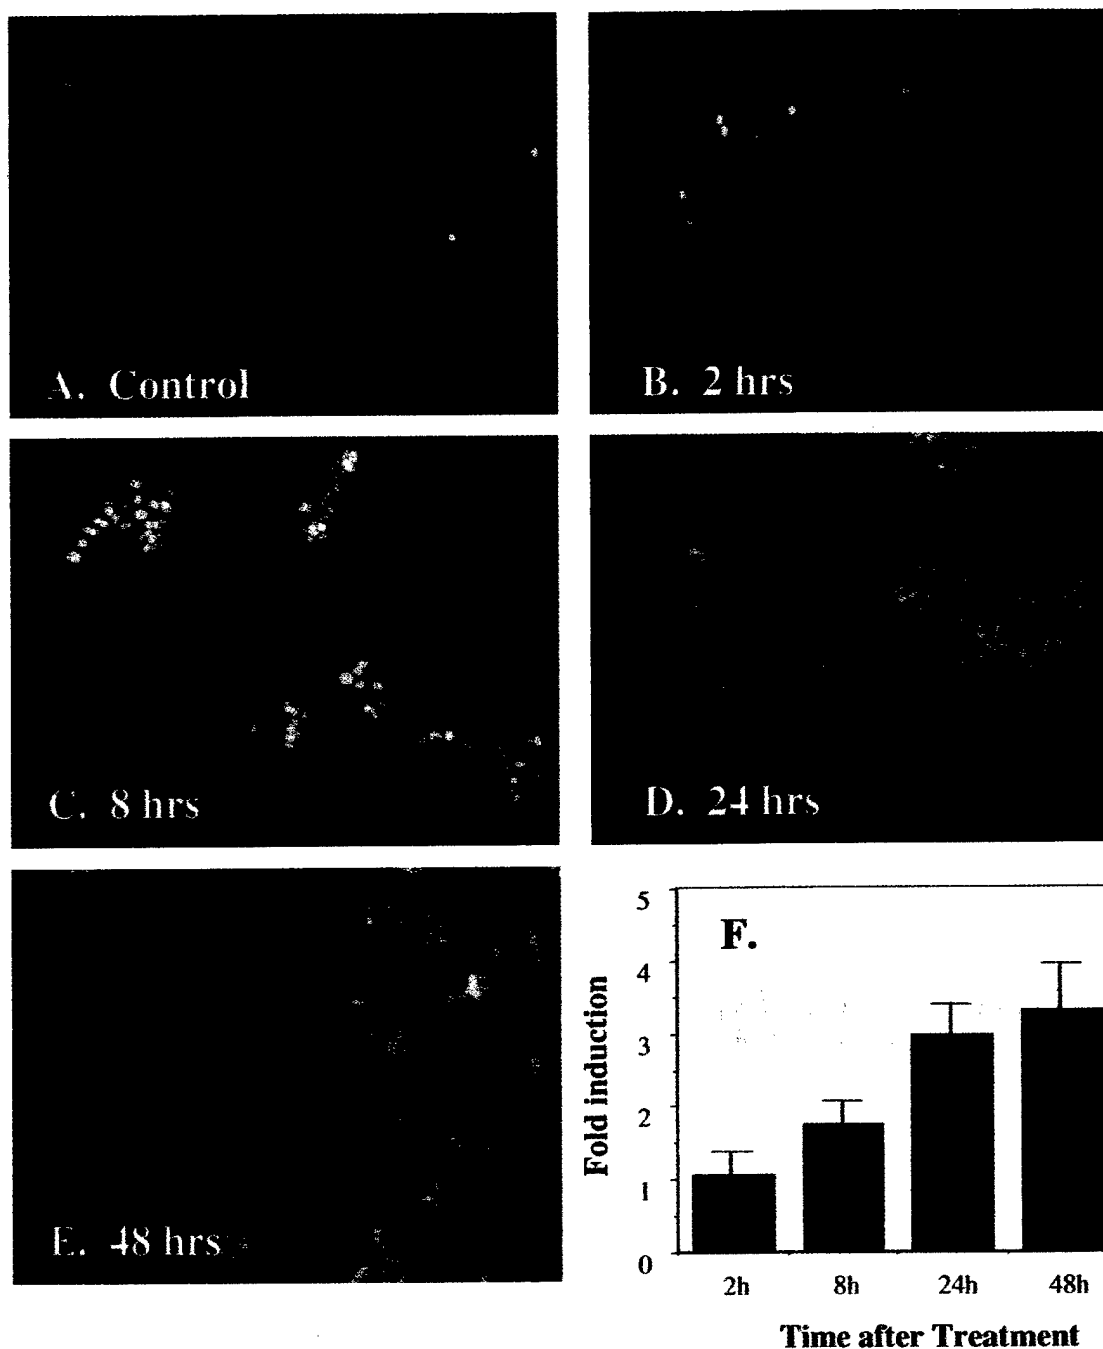 A. Control
B. 2 hrs
C. 8 hrs
D. 24 hrs
E. 48 hrs
F.
Fold induction
5
4
3
2
1
0
2h
8h
24h
48h
Time after Treatment